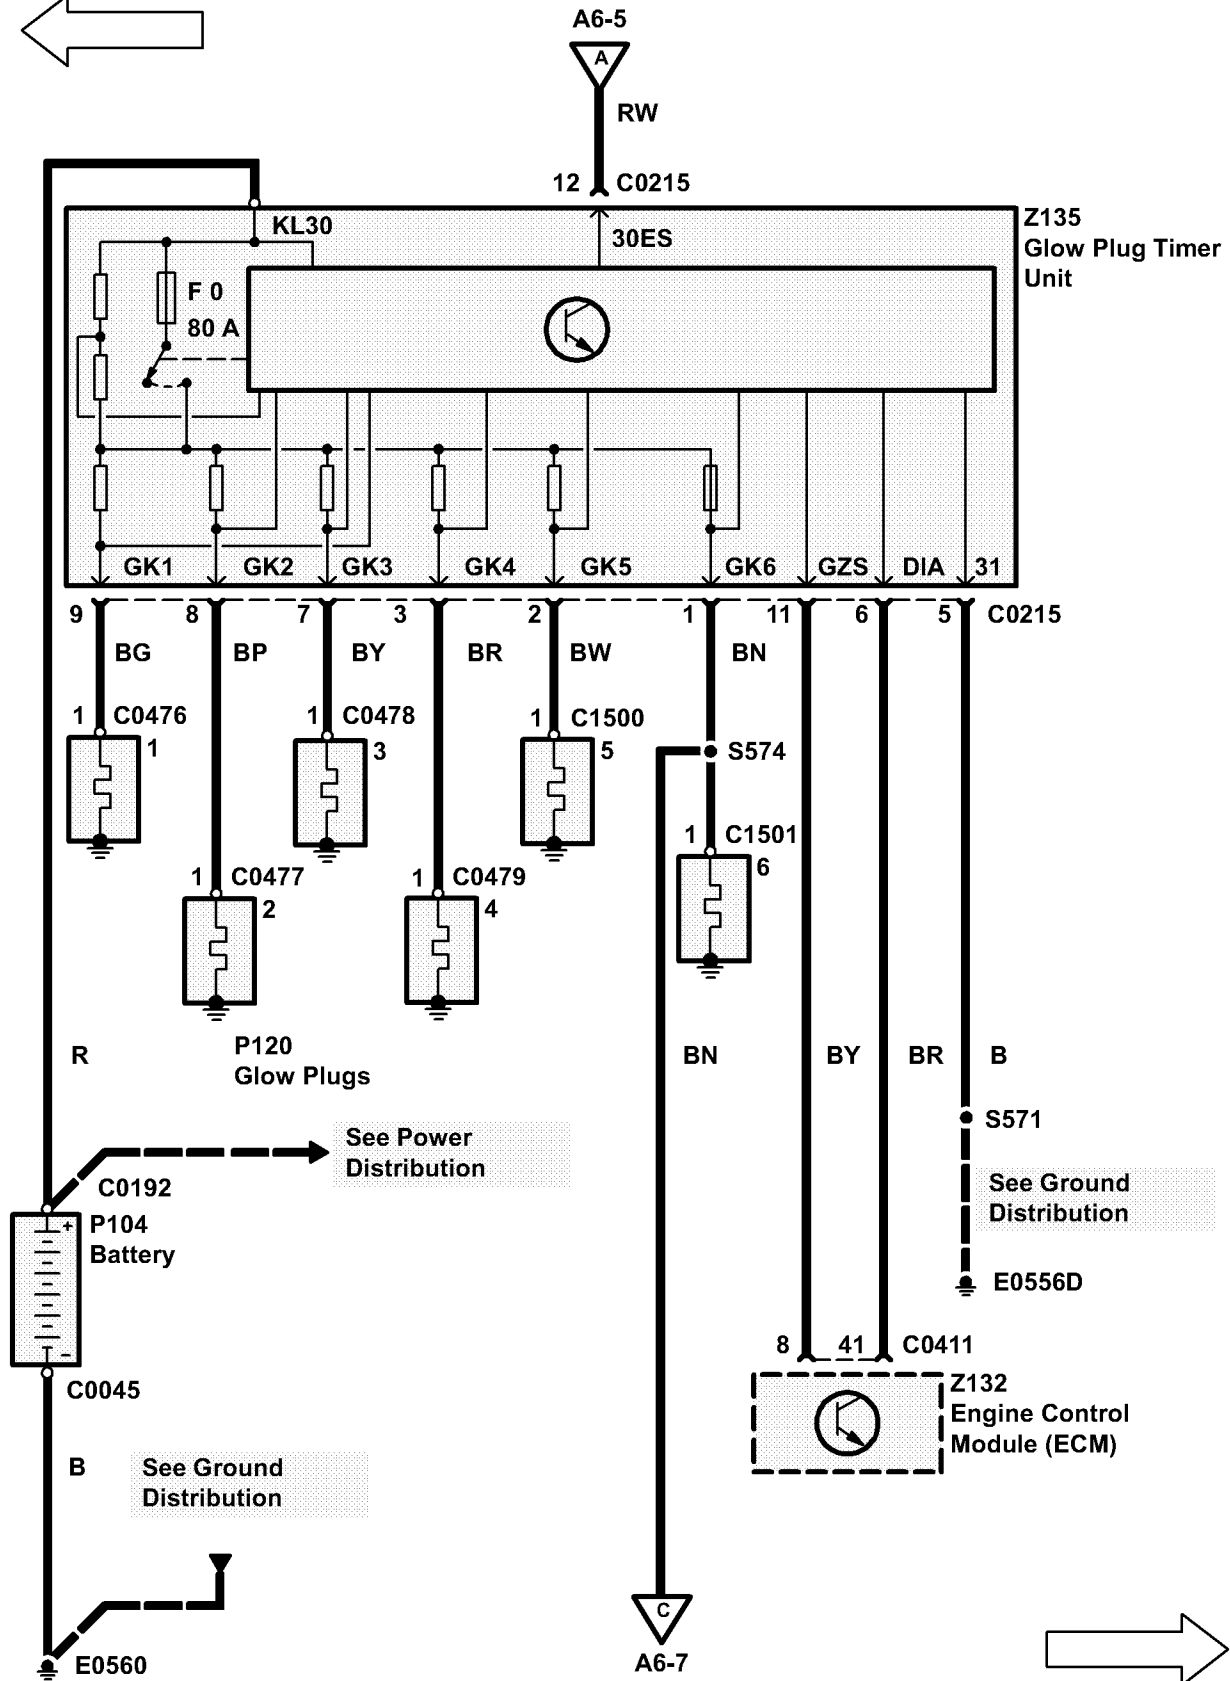 A6-5
A
RW
12 C0215
KL30
30ES
Z135
Glow Plug Timer
Unit
F 0
80 A
GK1 GK2 GK3 GK4 GK5 GK6 GZS DIA 31
9 8 7 3 2 1 11 6 5 C0215
BG BP BY BR BW BN
1 C0476
1
1 C0478
3
1 C1500
5
S574
1 C1501
6
1 C0477
2
1 C0479
4
P120
Glow Plugs
R
BN BY BR B
S571
See Power
Distribution
C0192
See Ground
Distribution
P104
Battery
+
–
E0556D
8 41 C0411
C0045
Z132
Engine Control
Module (ECM)
B
See Ground
Distribution
C
A6-7
E0560